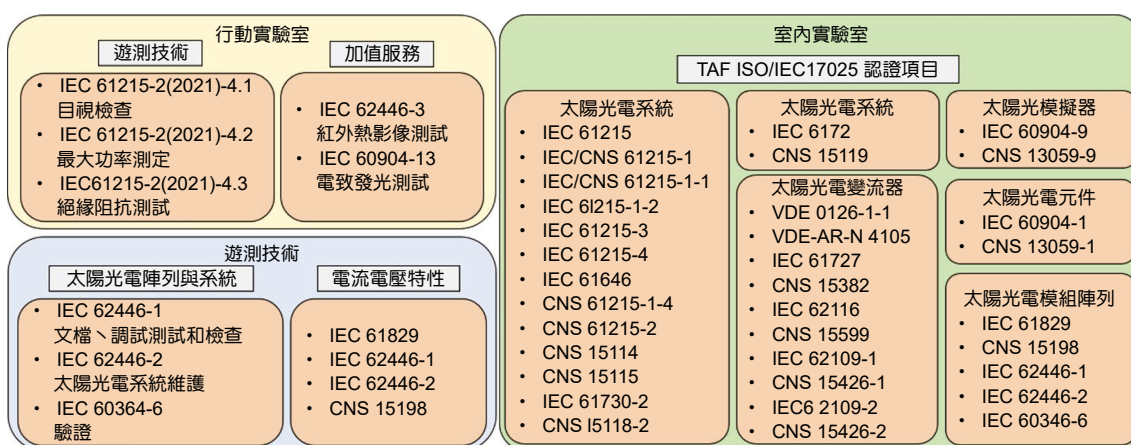 行動實驗室
遊測技術
• IEC 61215-2(2021)-4.1
目視檢查
• IEC 61215-2(2021)-4.2
最大功率測定
• IEC61215-2(2021)-4.3
絕緣阻抗測試
加值服務
• IEC 62446-3
紅外熱影像測試
• IEC 60904-13
電致發光測試
遊測技術
太陽光電陣列與系統
• IEC 62446-1
文檔、調試測試和檢查
• IEC 62446-2
太陽光電系統維護
• IEC 60364-6
驗證
電流電壓特性
• IEC 61829
• IEC 62446-1
• IEC 62446-2
• CNS 15198
室內實驗室
TAF ISO/IEC17025 認證項目
太陽光電系統
• IEC 61215
• IEC/CNS 61215-1
• IEC/CNS 61215-1-1
• IEC 6I215-1-2
• IEC 61215-3
• IEC 61215-4
• IEC 61646
• CNS 61215-1-4
• CNS 61215-2
• CNS 15114
• CNS 15115
• IEC 61730-2
• CNS I5118-2
太陽光電系統
• IEC 6172
• CNS 15119
太陽光電變流器
• VDE 0126-1-1
• VDE-AR-N 4105
• IEC 61727
• CNS 15382
• IEC 62116
• CNS 15599
• IEC 62109-1
• CNS 15426-1
• IEC6 2109-2
• CNS 15426-2
太陽光模擬器
• IEC 60904-9
• CNS 13059-9
太陽光電元件
• IEC 60904-1
• CNS 13059-1
太陽光電模組陣列
• IEC 61829
• CNS 15198
• IEC 62446-1
• IEC 62446-2
• IEC 60346-6